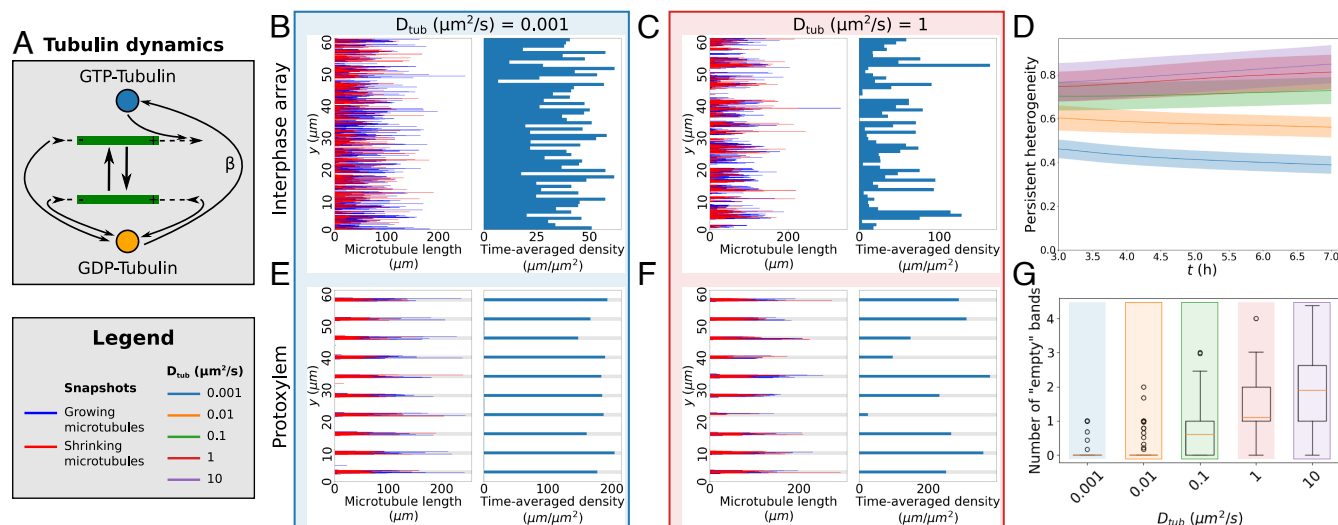 A Tubulin dynamics
GTP-Tubulin
- +
β
- +
GDP-Tubulin
Legend
Snapshots
Growing
microtubules
Shrinking
microtubules
D_tub (μm²/s)
0.001
0.01
0.1
1
10
B
D_tub (μm²/s) = 0.001
Interphase array
y (μm)
0 10 20 30 40 50 60
0 50 100 150 200 250
Microtubule length
(μm)
0 25 50
Time-averaged density
(μm/μm²)
C
D_tub (μm²/s) = 1
y (μm)
0 10 20 30 40 50 60
0 200
Microtubule length
(μm)
0 100
Time-averaged density
(μm/μm²)
D
Persistent heterogeneity
0.0 0.2 0.4 0.6 0.8
3.0 3.5 4.0 4.5 5.0 5.5 6.0 6.5 7.0
t (h)
E
Protoxylem
y (μm)
0 10 20 30 40 50 60
0 100 200
Microtubule length
(μm)
0 100 200
Time-averaged density
(μm/μm²)
F
y (μm)
0 10 20 30 40 50 60
0 200
Microtubule length
(μm)
0 200
Time-averaged density
(μm/μm²)
G
Number of "empty" bands
0 1 2 3 4
0.001 0.01 0.1 1 10
D_tub (μm²/s)